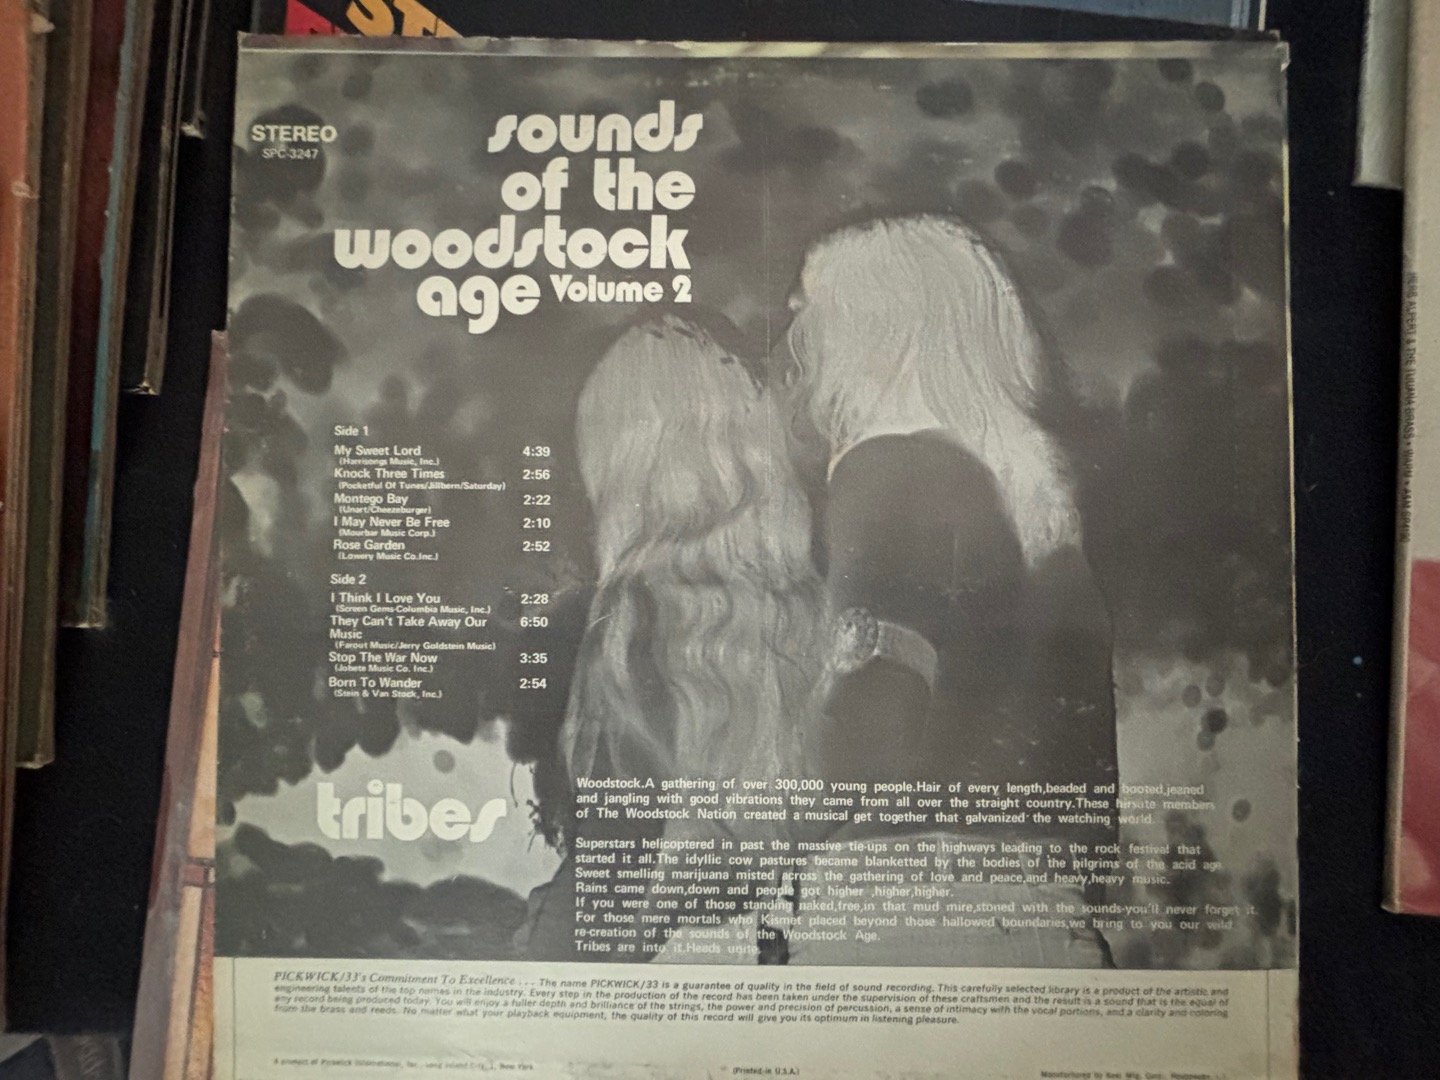 ST
STEREO
SPC-3247
sounds
of the
woodstock
age Volume 2
Side 1
My Sweet Lord 4:39
(Harrisongs Music, Inc.)
Knock Three Times 2:56
(Pocketful Of Tunes/Jillbern/Saturday)
Montego Bay 2:22
(Unart/Cheezeburger)
I May Never Be Free 2:10
(Mourbar Music Corp.)
Rose Garden 2:52
(Lowery Music Co.Inc.)
Side 2
I Think I Love You 2:28
(Screen Gems-Columbia Music, Inc.)
They Can't Take Away Our 6:50
Music
(Farout Music/Jerry Goldstein Music)
Stop The War Now 3:35
(Jobete Music Co. Inc.)
Born To Wander 2:54
(Stein & Van Stock, Inc.)
tribes
Woodstock.A gathering of over 300,000 young people.Hair of every length,beaded and booted,jeaned
and jangling with good vibrations they came from all over the straight country.These hirsute members
of The Woodstock Nation created a musical get together that galvanized the watching world.
Superstars helicoptered in past the massive tie-ups on the highways leading to the rock festival that
started it all.The idyllic cow pastures became blanketted by the bodies of the pilgrims of the acid age
Sweet smelling marijuana misted across the gathering of love and peace,and heavy,heavy music.
Rains came down,down and people got higher ,higher,higher.
If you were one of those standing naked,free,in that mud mire,stoned with the sounds-you'll never forget it.
For those mere mortals who Kismet placed beyond those hallowed boundaries,we bring to you our wild
re-creation of the sounds of the Woodstock Age.
Tribes are into it.Heads unite.
PICKWICK/33's Commitment To Excellence . . . The name PICKWICK/33 is a guarantee of quality in the field of sound recording. This carefully selected library is a product of the artistic and
engineering talents of the top names in the industry. Every step in the production of the record has been taken under the supervision of these craftsmen and the result is a sound that is the equal of
any record being produced today. You will enjoy a fuller depth and brilliance of the strings, the power and precision of percussion, a sense of intimacy with the vocal portions, and a clarity and coloring
from the brass and reeds. No matter what your playback equipment, the quality of this record will give you its optimum in listening pleasure.
A product of Pickwick International, Inc., Long Island City, 1, New York
(Printed in U.S.A.)
HERB ALPERT & THE TIJUANA BRASS